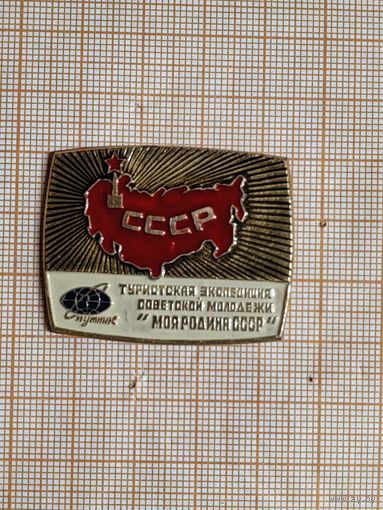 СССР
Спутник
ТУРИСТСКАЯ ЭКСПЕДИЦИЯ
СОВЕТСКОЙ МОЛОДЕЖИ
"МОЯ РОДИНА СССР"